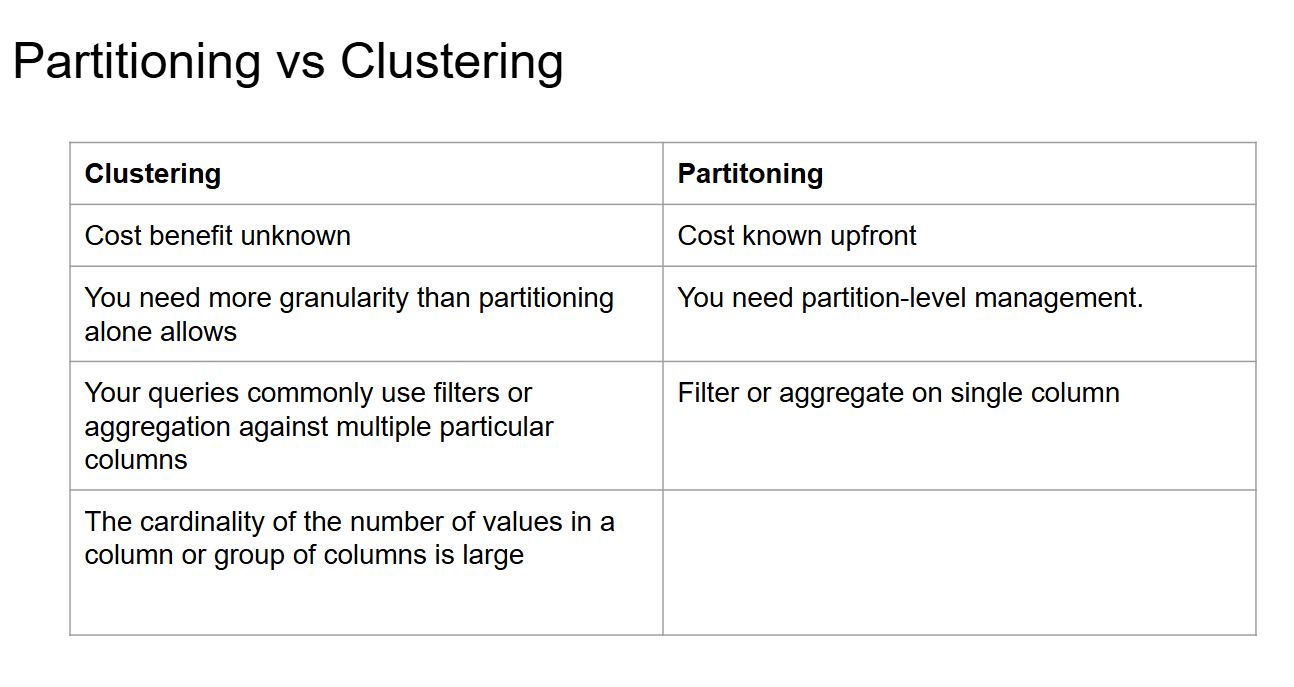 Partitioning vs Clustering
Clustering
Partitoning
Cost benefit unknown
Cost known upfront
You need more granularity than partitioning
alone allows
You need partition-level management.
Your queries commonly use filters or
aggregation against multiple particular
columns
Filter or aggregate on single column
The cardinality of the number of values in a
column or group of columns is large